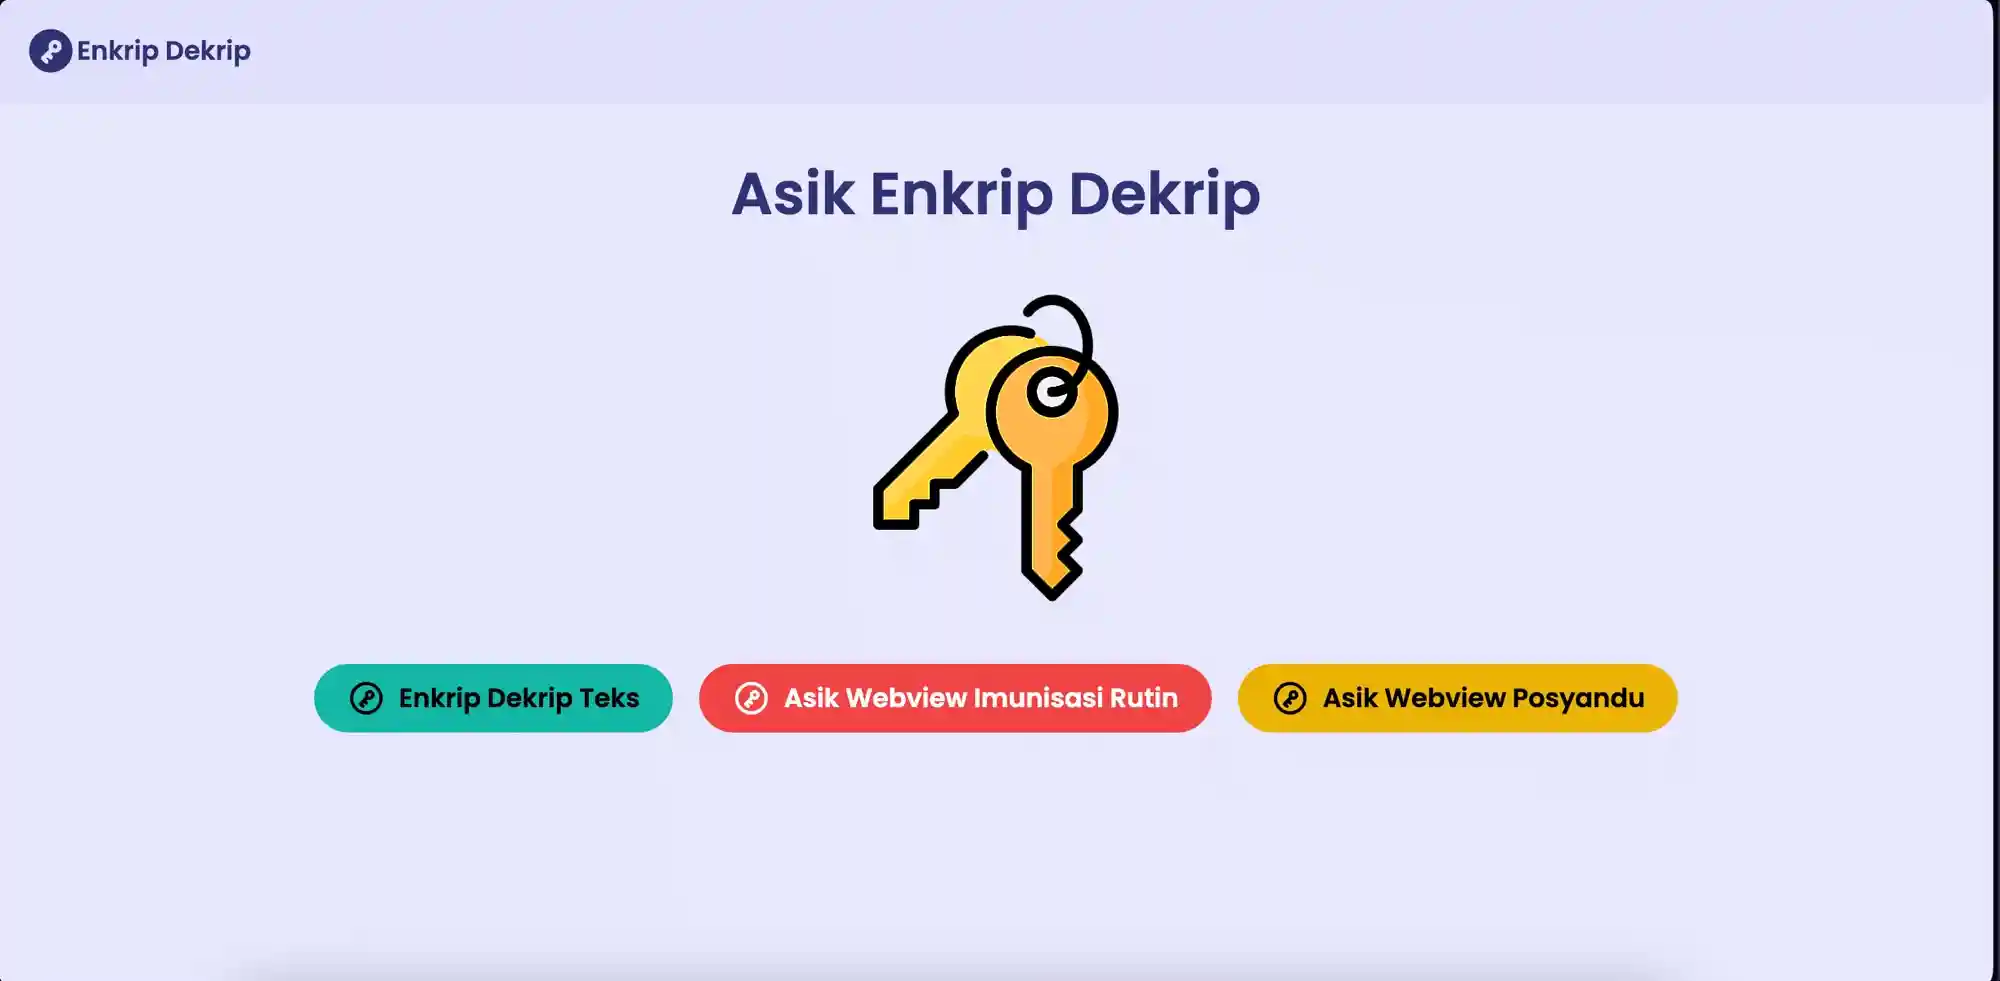 Enkrip Dekrip
Asik Enkrip Dekrip
Enkrip Dekrip Teks
Asik Webview Imunisasi Rutin
Asik Webview Posyandu